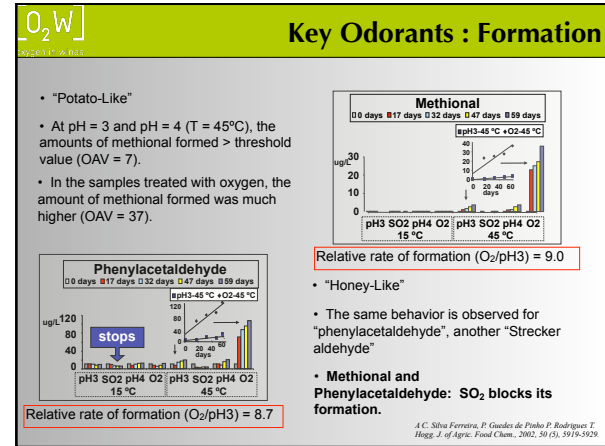 O2W
oxygen in wines
Key Odorants : Formation
• “Potato-Like”
• At pH = 3 and pH = 4 (T = 45ºC), the
amounts of methional formed > threshold
value (OAV = 7).
• In the samples treated with oxygen, the
amount of methional formed was much
higher (OAV = 37).
Phenylacetaldehyde
0 days 17 days 32 days 47 days 59 days
pH3-45 ºC O2-45 ºC
ug/L
120
80
40
0
120
80
40
0
0 20 40 60
days
stops
pH3 SO2 pH4 O2 pH3 SO2 pH4 O2
15 ºC 45 ºC
Relative rate of formation (O2/pH3) = 8.7
Methional
0 days 17 days 32 days 47 days 59 days
pH3-45 ºC O2-45 ºC
ug/L
30
20
10
0
40
30
20
10
0
0 20 40 60
days
pH3 SO2 pH4 O2 pH3 SO2 pH4 O2
15 ºC 45 ºC
Relative rate of formation (O2/pH3) = 9.0
• “Honey-Like”
• The same behavior is observed for
“phenylacetaldehyde”, another “Strecker
aldehyde”
• Methional and
Phenylacetaldehyde: SO2 blocks its
formation.
A C. Silva Ferreira, P. Guedes de Pinho P. Rodrigues T.
Hogg. J. of Agric. Food Chem., 2002, 50 (5), 5919-5929.